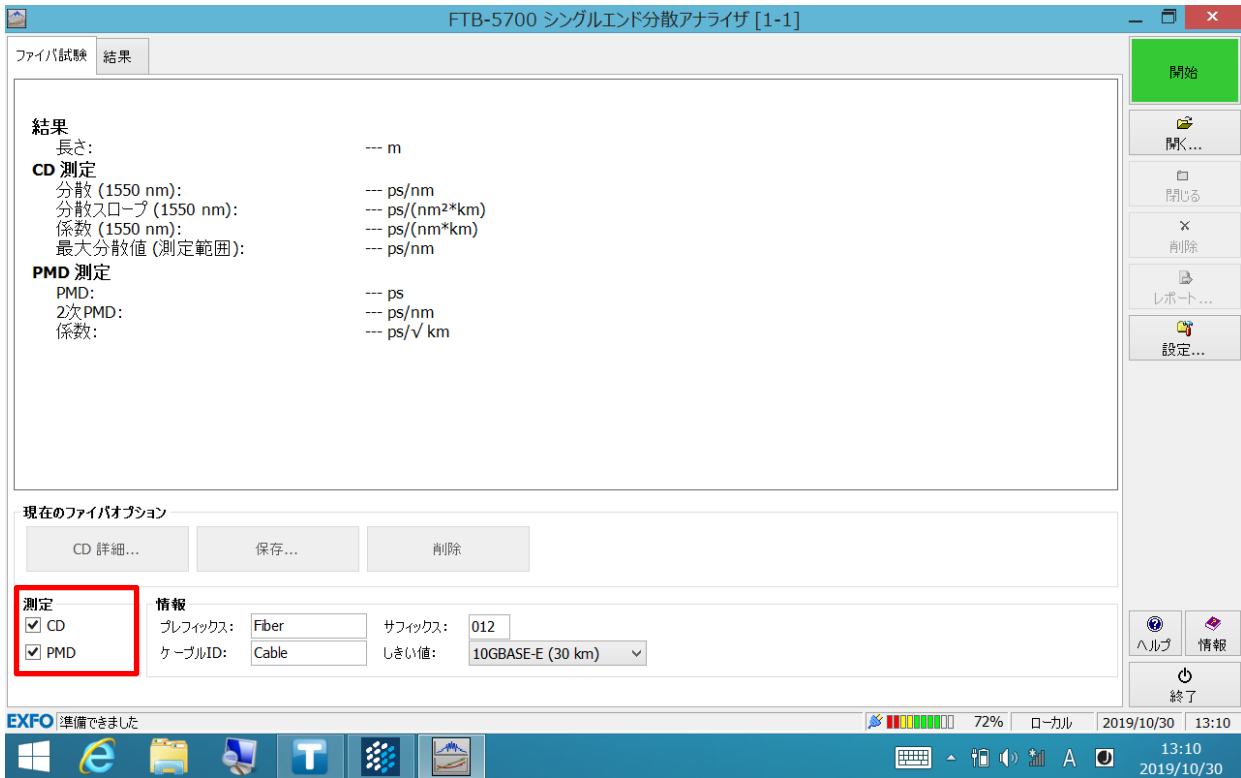 FTB-5700 シングルエンド分散アナライザ [1-1]
ファイバ試験 結果
開始
開く...
閉じる
削除
レポート...
設定...
結果
長さ: --- m
CD 測定
分散 (1550 nm): --- ps/nm
分散スロープ (1550 nm): --- ps/(nm²*km)
係数 (1550 nm): --- ps/(nm*km)
最大分散値 (測定範囲): --- ps/nm
PMD 測定
PMD: --- ps
2次PMD: --- ps/nm
係数: --- ps/√ km
現在のファイバオプション
CD 詳細... 保存... 削除
測定 情報
CD プレフィックス: Fiber サフィックス: 012
PMD ケーブルID: Cable しきい値: 10GBASE-E (30 km)
ヘルプ 情報
終了
EXFO 準備できました 72% ローカル 2019/10/30 13:10
T A 13:10
2019/10/30